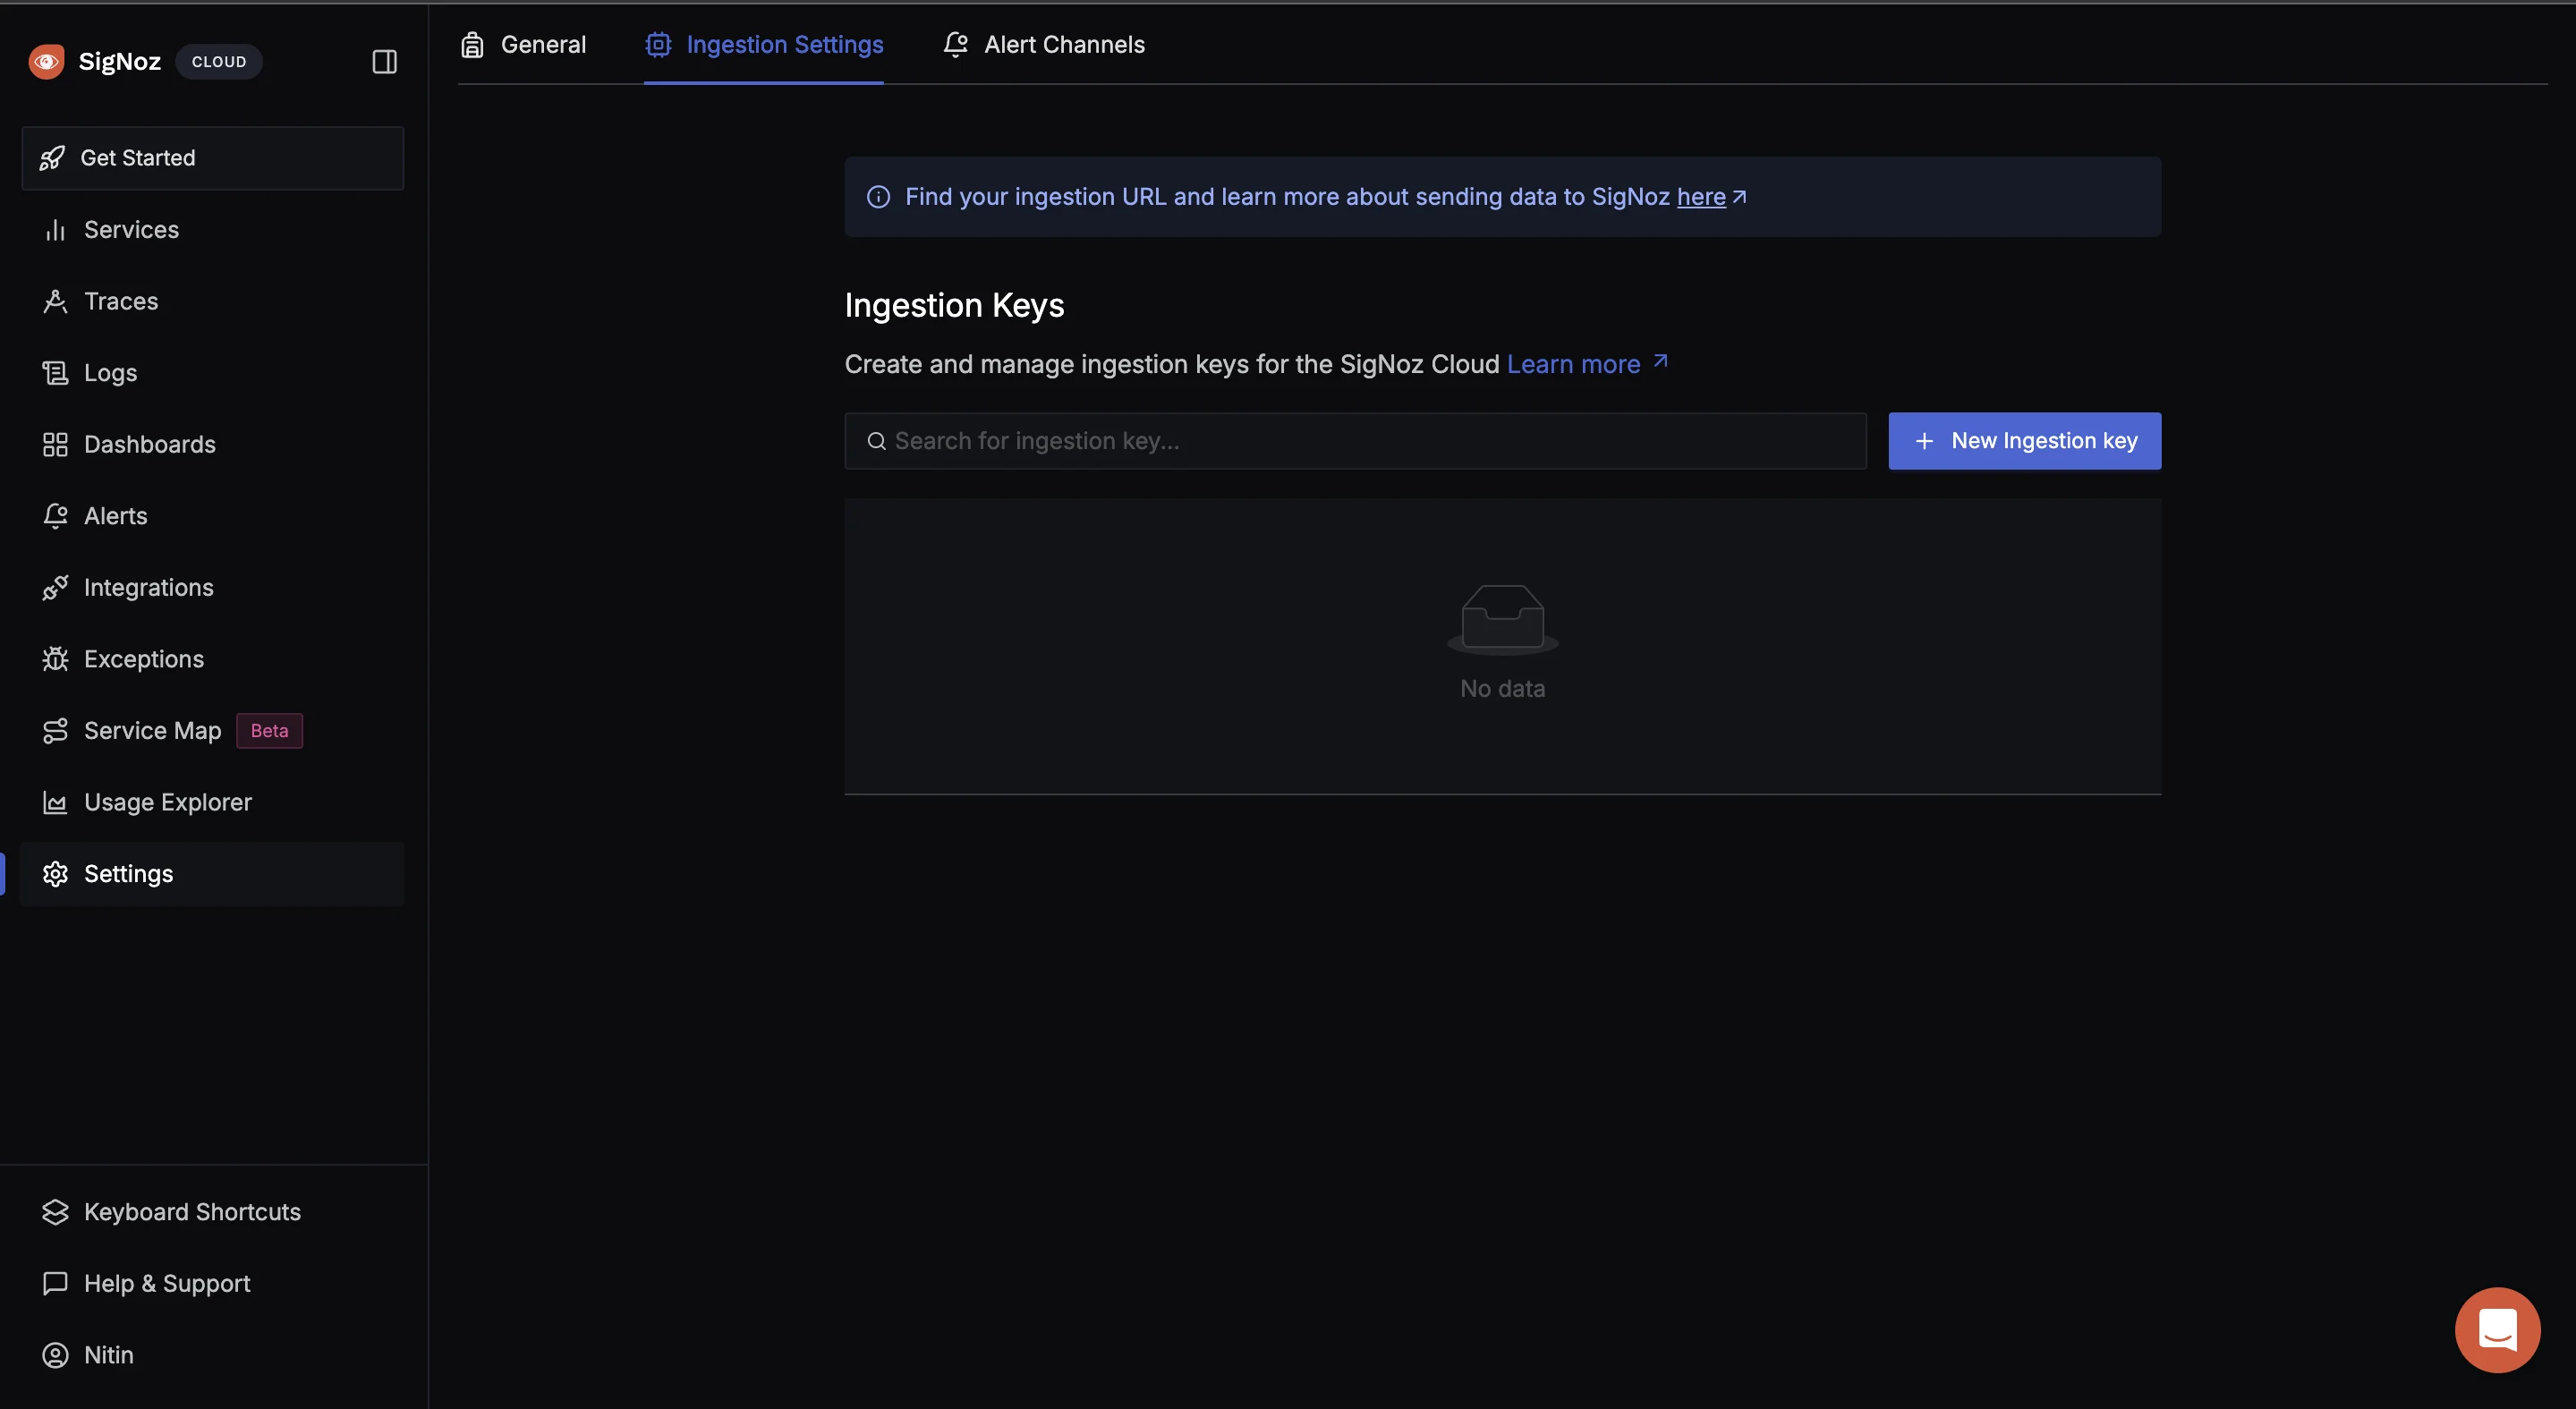 SigNoz CLOUD
Get Started
Services
Traces
Logs
Dashboards
Alerts
Integrations
Exceptions
Service Map Beta
Usage Explorer
Settings
Keyboard Shortcuts
Help & Support
Nitin
General Ingestion Settings Alert Channels
Find your ingestion URL and learn more about sending data to SigNoz here
Ingestion Keys
Create and manage ingestion keys for the SigNoz Cloud Learn more
Search for ingestion key...
New Ingestion key
No data